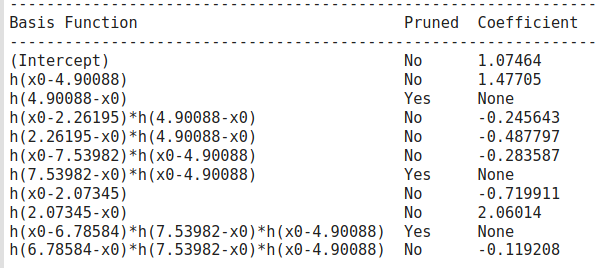 Basis Function Pruned Coefficient
(Intercept) No 1.07464
h(x0-4.90088) No 1.47705
h(4.90088-x0) Yes None
h(x0-2.26195)*h(4.90088-x0) No -0.245643
h(2.26195-x0)*h(4.90088-x0) No -0.487797
h(x0-7.53982)*h(x0-4.90088) No -0.283587
h(7.53982-x0)*h(x0-4.90088) Yes None
h(x0-2.07345) No -0.719911
h(2.07345-x0) No 2.06014
h(x0-6.78584)*h(7.53982-x0)*h(x0-4.90088) Yes None
h(6.78584-x0)*h(7.53982-x0)*h(x0-4.90088) No -0.119208